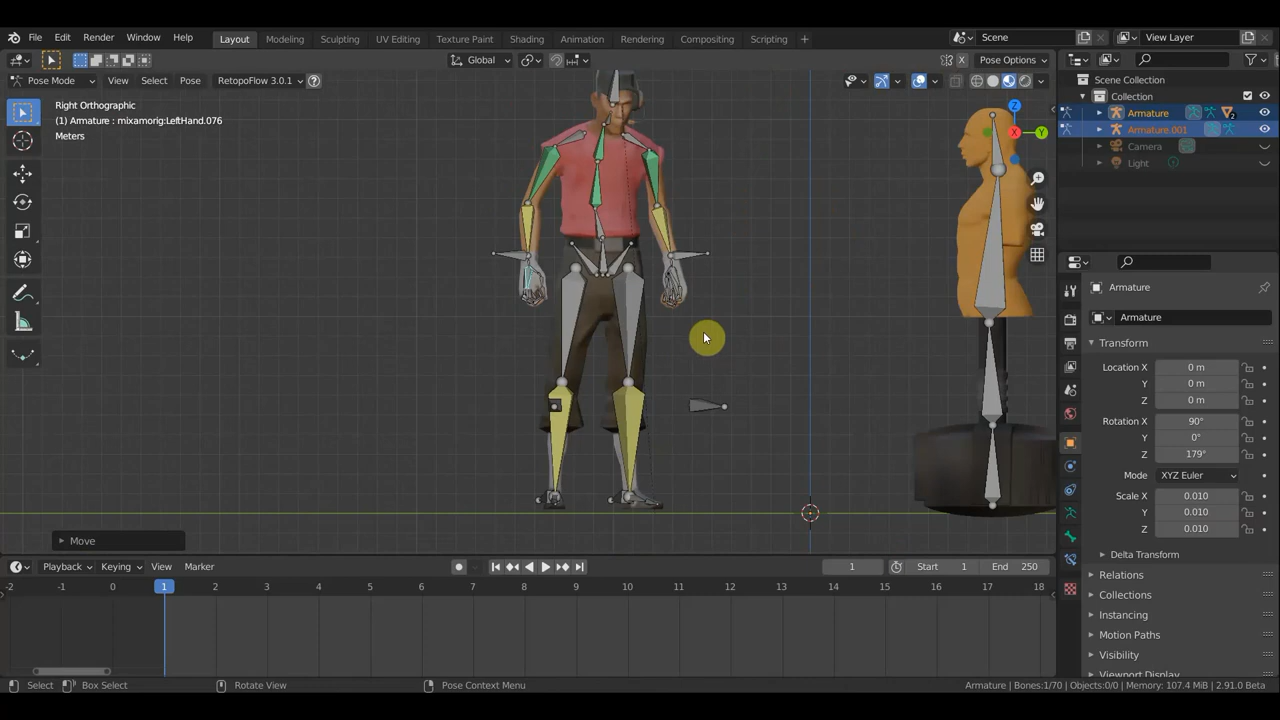 File Edit Render Window Help Layout Modeling Sculpting UV Editing Texture Paint Shading Animation Rendering Compositing Scripting + Scene View Layer
Global X Pose Options
Pose Mode View Select Pose RetopoFlow 3.0.1 ?
Right Orthographic
(1) Armature : mixamorig:LeftHand.076
Meters
Z
X
Y
Scene Collection
Collection
Armature
2
Armature.001
Camera
Light
Armature
Armature
Transform
Location X 0 m
Y 0 m
Z 0 m
Rotation X 90°
Y 0°
Z 179°
Mode XYZ Euler
Scale X 0.010
Y 0.010
Z 0.010
Delta Transform
Relations
Collections
Instancing
Motion Paths
Visibility
Viewport Display
Move
Playback Keying View Marker 1 Start 1 End 250
-2 -1 0 1 2 3 4 5 6 7 8 9 10 11 12 13 14 15 16 17 18
Select Box Select Rotate View Pose Context Menu Armature | Bones:1/70 | Objects:0/0 | Memory: 107.4 MiB | 2.91.0 Beta